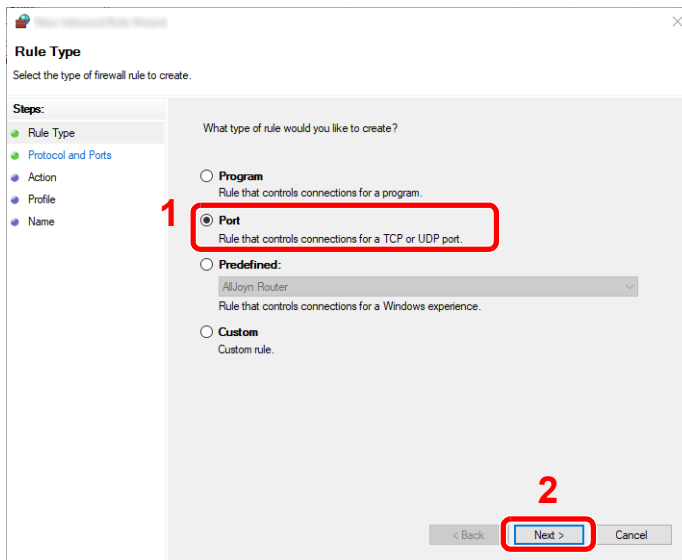 Rule Type
Select the type of firewall rule to create.
Steps:
Rule Type
Protocol and Ports
Action
Profile
Name
What type of rule would you like to create?
Program
Rule that controls connections for a program.
1
Port
Rule that controls connections for a TCP or UDP port.
Predefined:
AllJoyn Router
Rule that controls connections for a Windows experience.
Custom
Custom rule.
2
< Back
Next >
Cancel